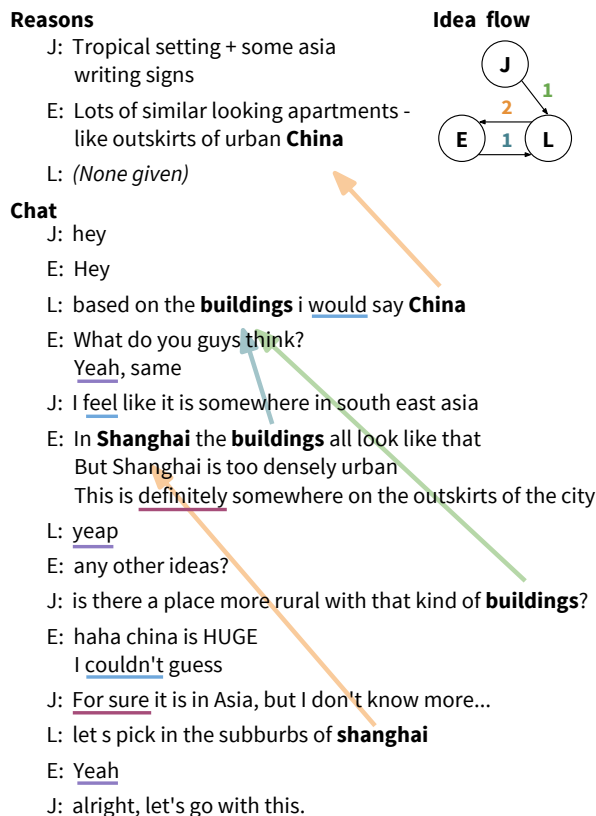 Reasons
J: Tropical setting + some asia
writing signs
E: Lots of similar looking apartments -
like outskirts of urban China
L: (None given)
Idea flow
J
1
2
E
1
L
Chat
J: hey
E: Hey
L: based on the buildings i would say China
E: What do you guys think?
Yeah, same
J: I feel like it is somewhere in south east asia
E: In Shanghai the buildings all look like that
But Shanghai is too densely urban
This is definitely somewhere on the outskirts of the city
L: yeap
E: any other ideas?
J: is there a place more rural with that kind of buildings?
E: haha china is HUGE
I couldn't guess
J: For sure it is in Asia, but I don't know more...
L: let s pick in the subburbs of shanghai
E: Yeah
J: alright, let's go with this.